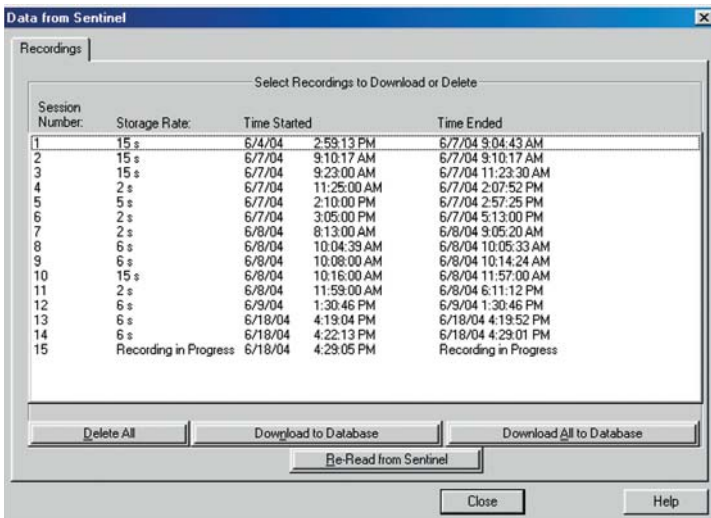 Data from Sentinel
Recordings
Select Recordings to Download or Delete
Session
Number: Storage Rate: Time Started Time Ended
1 15 s 6/4/04 2:59:13 PM 6/7/04 9:04:43 AM
2 15 s 6/7/04 9:10:17 AM 6/7/04 9:10:17 AM
3 15 s 6/7/04 9:23:00 AM 6/7/04 11:23:30 AM
4 2 s 6/7/04 11:25:00 AM 6/7/04 2:07:52 PM
5 5 s 6/7/04 2:10:00 PM 6/7/04 2:57:25 PM
6 2 s 6/7/04 3:05:00 PM 6/7/04 5:13:00 PM
7 2 s 6/8/04 8:13:00 AM 6/8/04 9:05:20 AM
8 6 s 6/8/04 10:04:39 AM 6/8/04 10:05:33 AM
9 6 s 6/8/04 10:08:00 AM 6/8/04 10:14:24 AM
10 15 s 6/8/04 10:16:00 AM 6/8/04 11:57:00 AM
11 2 s 6/8/04 11:59:00 AM 6/8/04 6:11:12 PM
12 6 s 6/9/04 1:30:46 PM 6/9/04 1:30:46 PM
13 6 s 6/18/04 4:19:04 PM 6/18/04 4:19:52 PM
14 6 s 6/18/04 4:22:13 PM 6/18/04 4:29:01 PM
15 Recording in Progress 6/18/04 4:29:05 PM Recording in Progress
Delete All Download to Database Download All to Database
Re-Read from Sentinel
Close Help